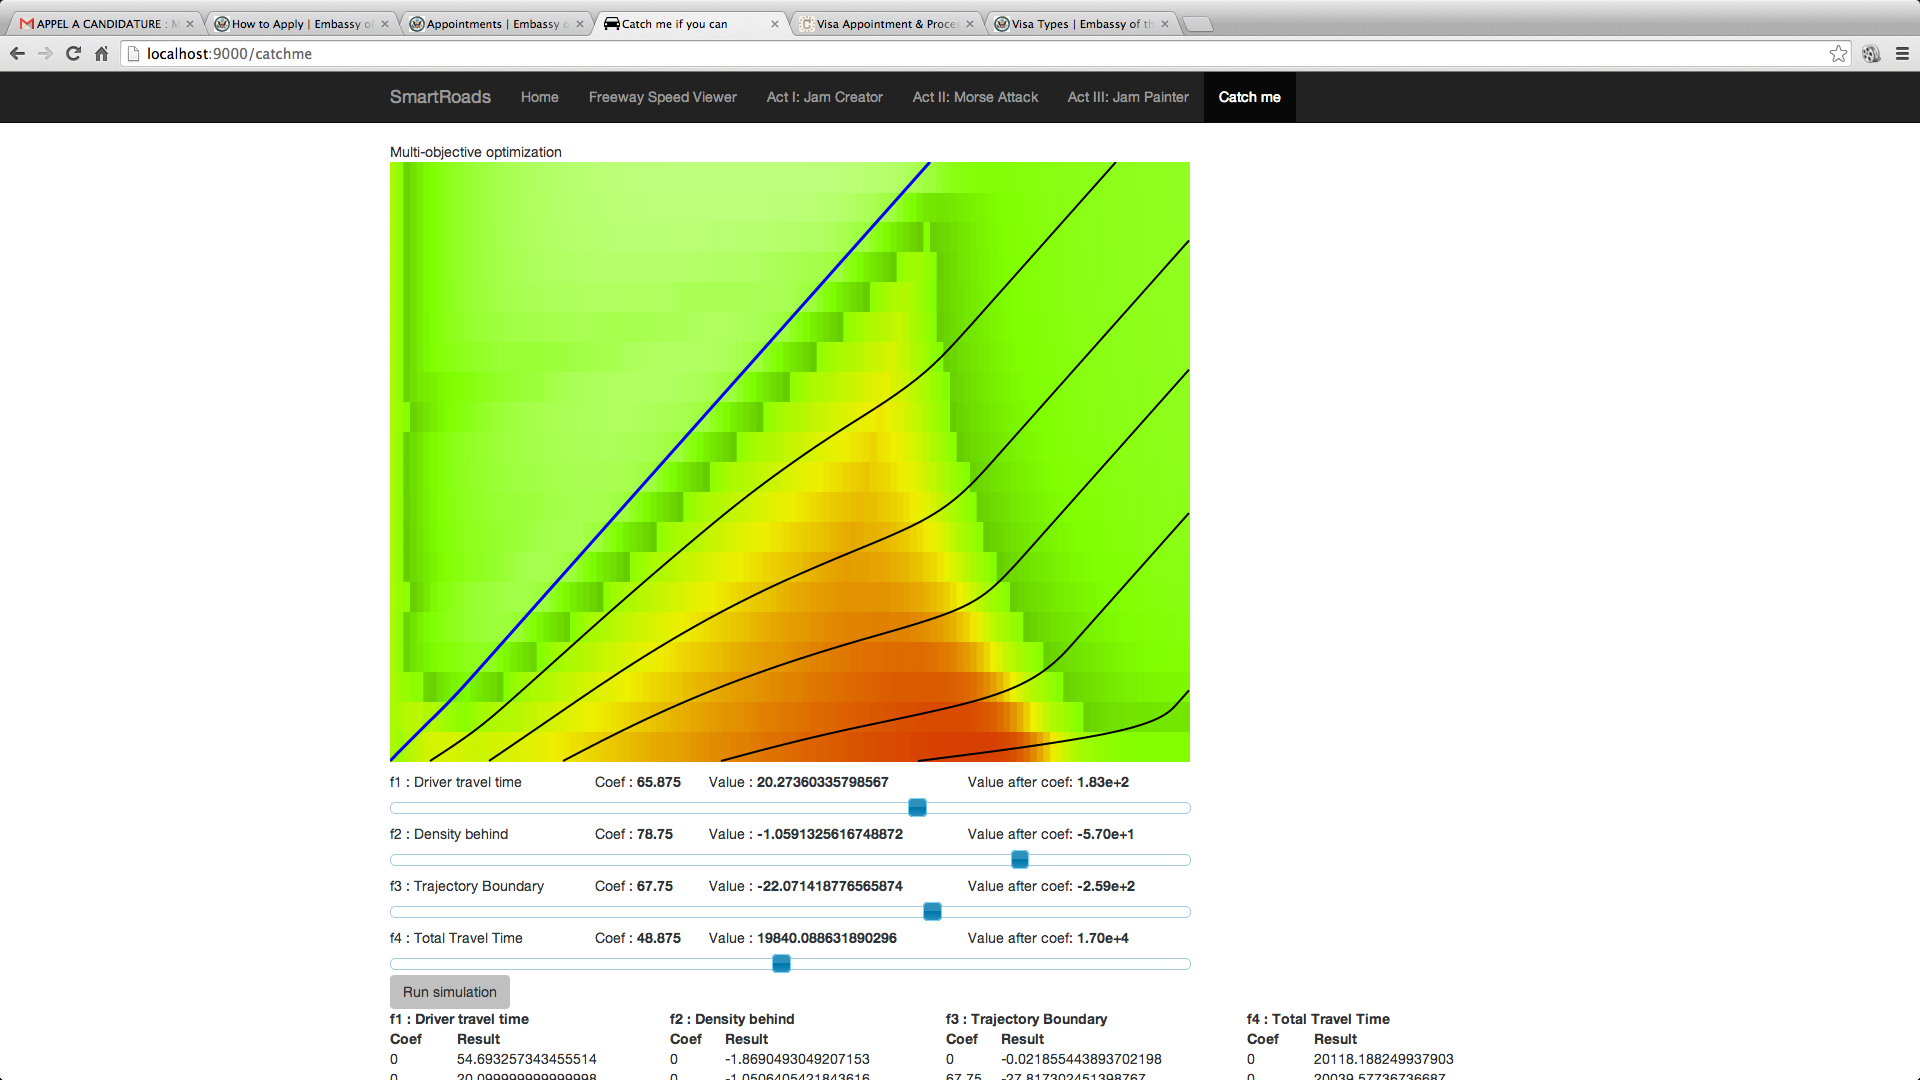 APPEL A CANDIDATURE : M
How to Apply | Embassy of
Appointments | Embassy o
Catch me if you can
Visa Appointment & Proces
Visa Types | Embassy of th
localhost:9000/catchme
SmartRoads Home Freeway Speed Viewer Act I: Jam Creator Act II: Morse Attack Act III: Jam Painter Catch me
Multi-objective optimization
f1 : Driver travel time Coef : 65.875 Value : 20.27360335798567 Value after coef: 1.83e+2
f2 : Density behind Coef : 78.75 Value : -1.0591325616748872 Value after coef: -5.70e+1
f3 : Trajectory Boundary Coef : 67.75 Value : -22.071418776565874 Value after coef: -2.59e+2
f4 : Total Travel Time Coef : 48.875 Value : 19840.088631890296 Value after coef: 1.70e+4
Run simulation
f1 : Driver travel time f2 : Density behind f3 : Trajectory Boundary f4 : Total Travel Time
Coef Result Coef Result Coef Result Coef Result
0 54.693257343455514 0 -1.8690493049207153 0 -0.021855443893702198 0 20118.188249937903
0 20.099999999999998 0 -1.0506405421843616 67.75 -27.817302451398767 0 20039.57736736687